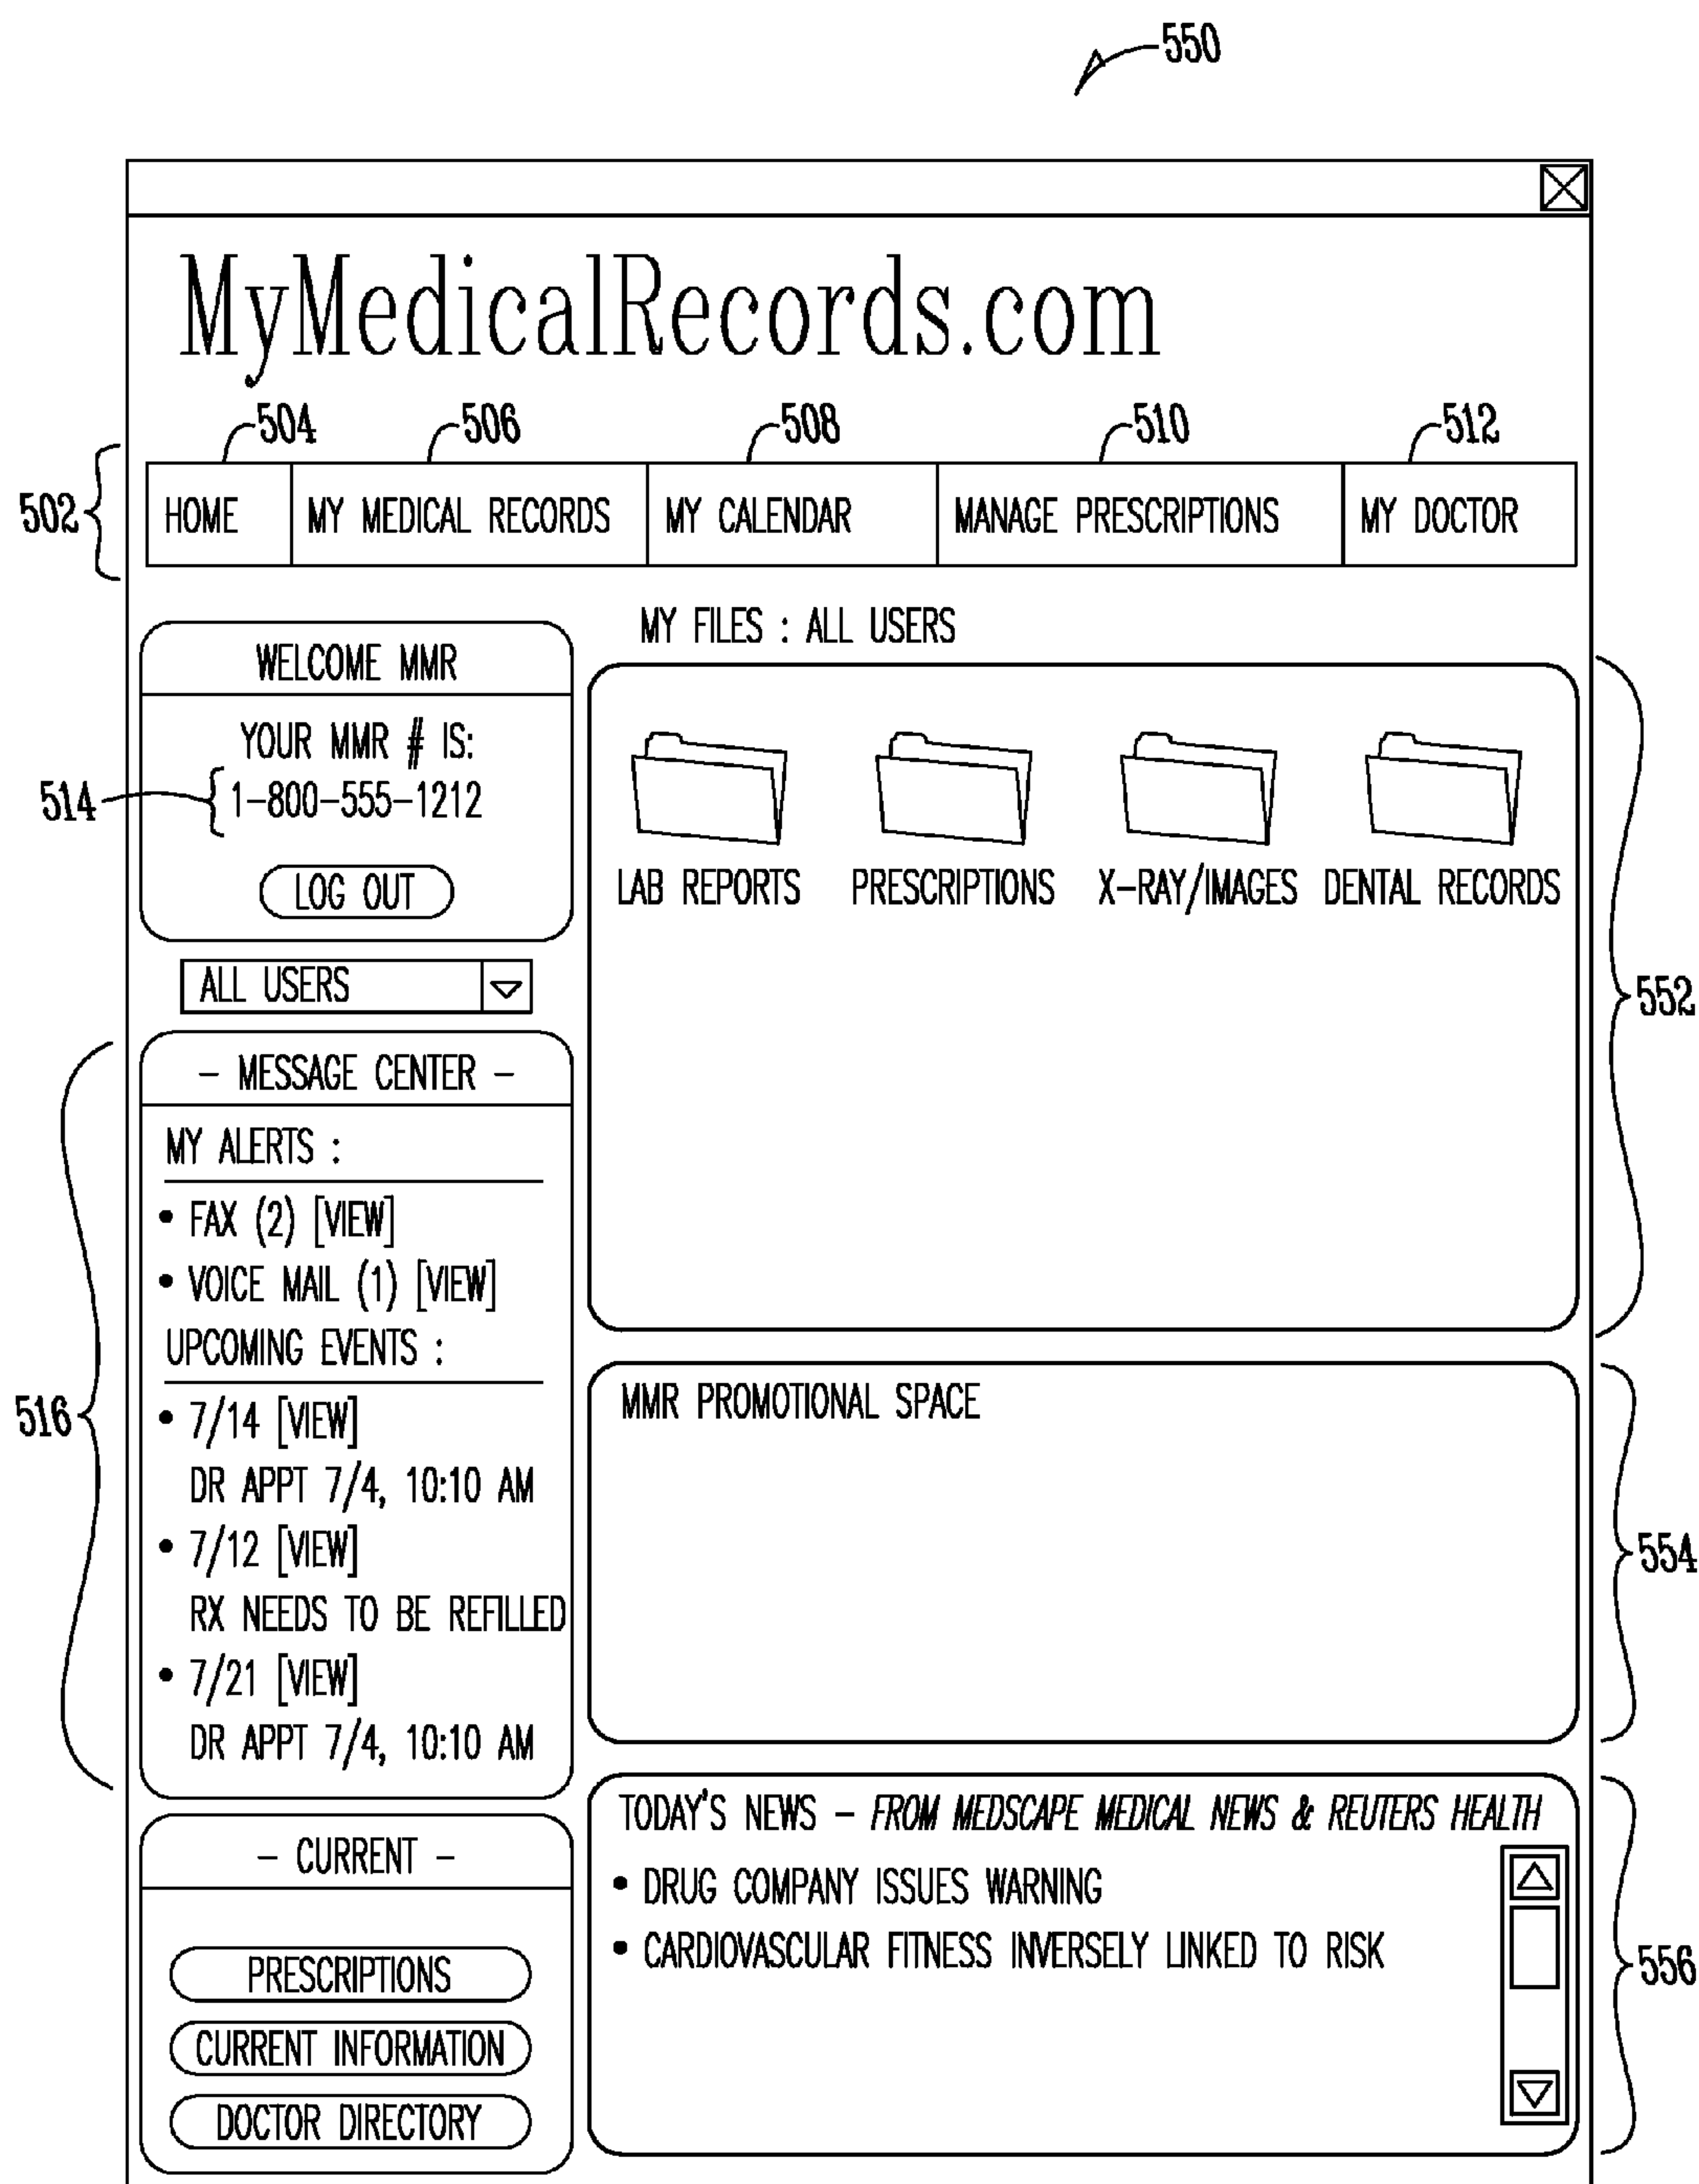 550
MyMedicalRecords.com
504 506 508 510 512
502
HOME MY MEDICAL RECORDS MY CALENDAR MANAGE PRESCRIPTIONS MY DOCTOR
WELCOME MMR
YOUR MMR # IS:
514
1-800-555-1212
LOG OUT
ALL USERS
516
- MESSAGE CENTER -
MY ALERTS :
• FAX (2) [VIEW]
• VOICE MAIL (1) [VIEW]
UPCOMING EVENTS :
• 7/14 [VIEW]
DR APPT 7/4, 10:10 AM
• 7/12 [VIEW]
RX NEEDS TO BE REFILLED
• 7/21 [VIEW]
DR APPT 7/4, 10:10 AM
- CURRENT -
PRESCRIPTIONS
CURRENT INFORMATION
DOCTOR DIRECTORY
MY FILES : ALL USERS
LAB REPORTS PRESCRIPTIONS X-RAY/IMAGES DENTAL RECORDS
552
MMR PROMOTIONAL SPACE
554
TODAY'S NEWS - FROM MEDSCAPE MEDICAL NEWS & REUTERS HEALTH
• DRUG COMPANY ISSUES WARNING
• CARDIOVASCULAR FITNESS INVERSELY LINKED TO RISK
556